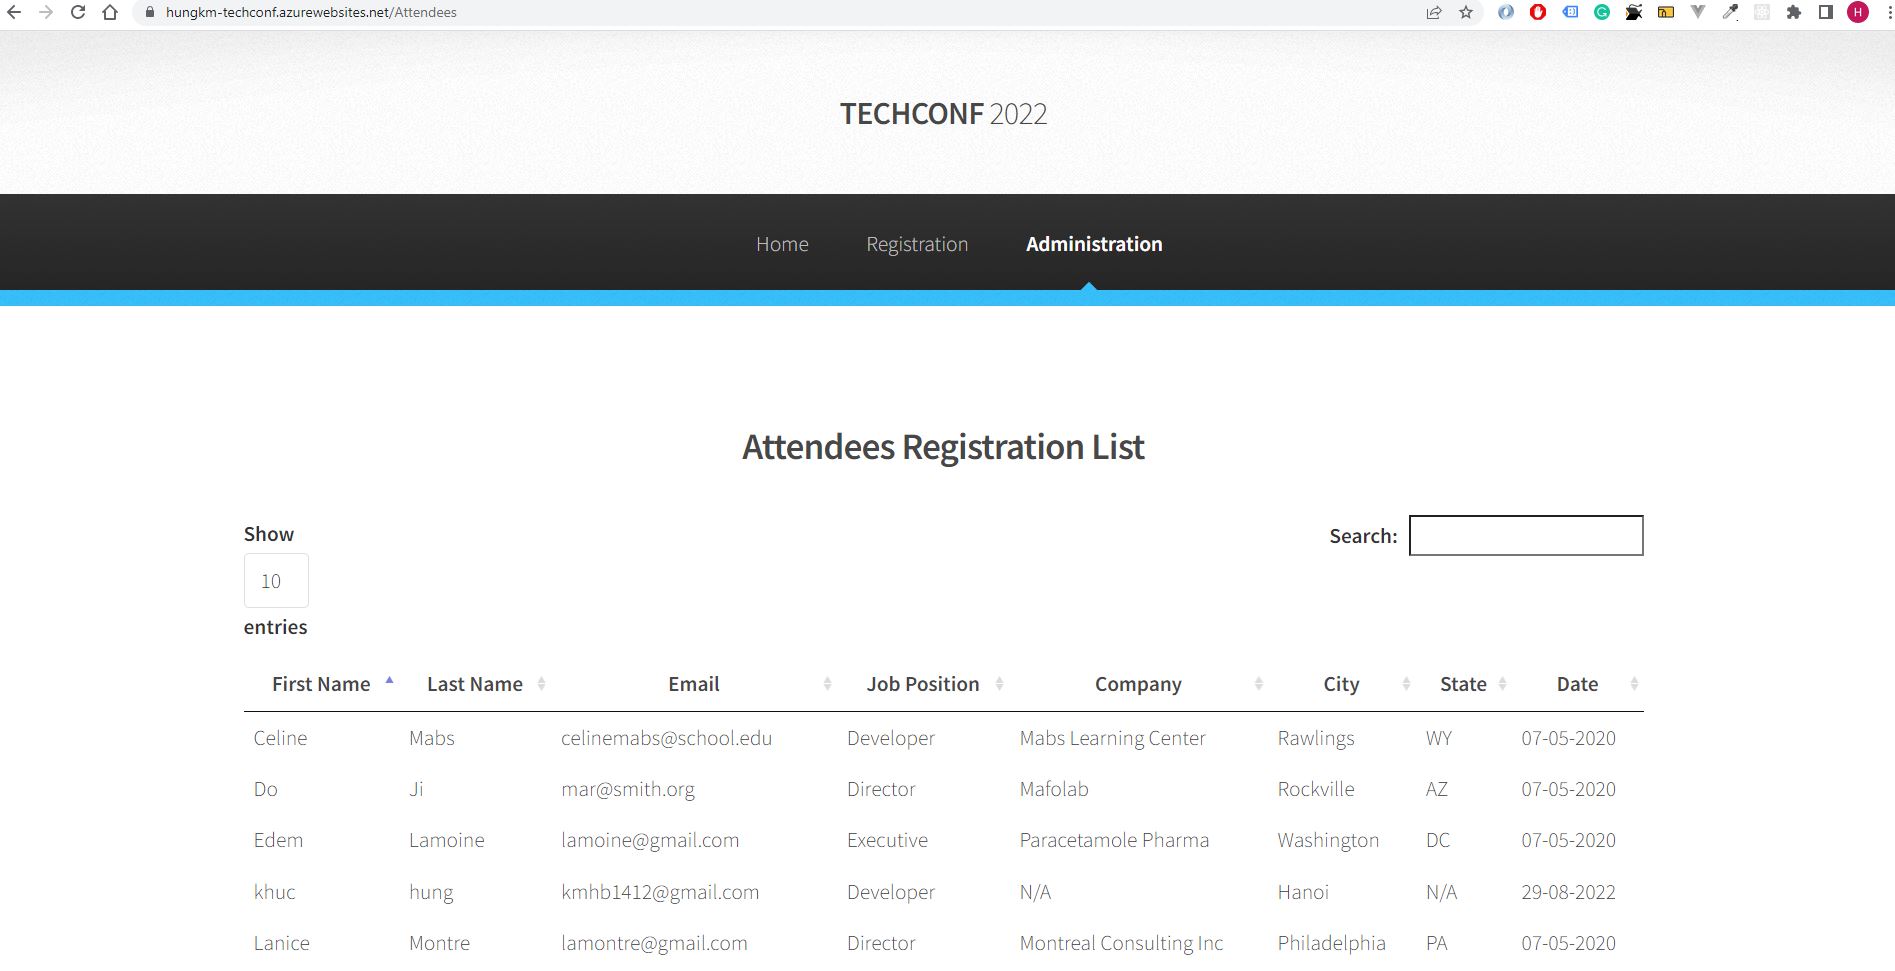 hungkm-techconf.azurewebsites.net/Attendees
H
TECHCONF 2022
Home Registration Administration
Attendees Registration List
Show
10
entries
Search:
First Name Last Name Email Job Position Company City State Date
Celine Mabs celinemabs@school.edu Developer Mabs Learning Center Rawlings WY 07-05-2020
Do Ji mar@smith.org Director Mafolab Rockville AZ 07-05-2020
Edem Lamoine lamoine@gmail.com Executive Paracetamole Pharma Washington DC 07-05-2020
khuc hung kmhb1412@gmail.com Developer N/A Hanoi N/A 29-08-2022
Lanice Montre lamontre@gmail.com Director Montreal Consulting Inc Philadelphia PA 07-05-2020